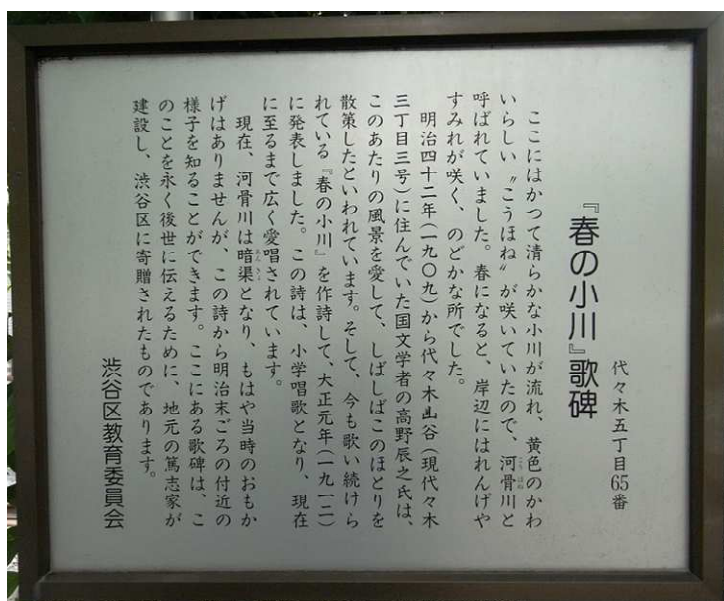 『春の小川』歌碑
代々木五丁目65番
ここにはかつて清らかな小川が流れ、黄色のかわ
いらしい〝こうほね〟が咲いていたので、河骨川と
呼ばれていました。春になると、岸辺にはれんげや
すみれが咲く、のどかな所でした。
明治四十二年(一九〇九)から代々木山谷(現代々木
三丁目三号)に住んでいた国文学者の高野辰之氏は、
このあたりの風景を愛して、しばしばこのほとりを
散策したといわれています。そして、今も歌い続けら
れている『春の小川』を作詩して、大正元年(一九一二)
に発表しました。この詩は、小学唱歌となり、現在
に至るまで広く愛唱されています。
現在、河骨川は暗渠となり、もはや当時のおもか
げはありませんが、この詩から明治末ごろの付近の
様子を知ることができます。ここにある歌碑は、こ
のことを永く後世に伝えるために、地元の篤志家が
建設し、渋谷区に寄贈されたものであります。
渋谷区教育委員会